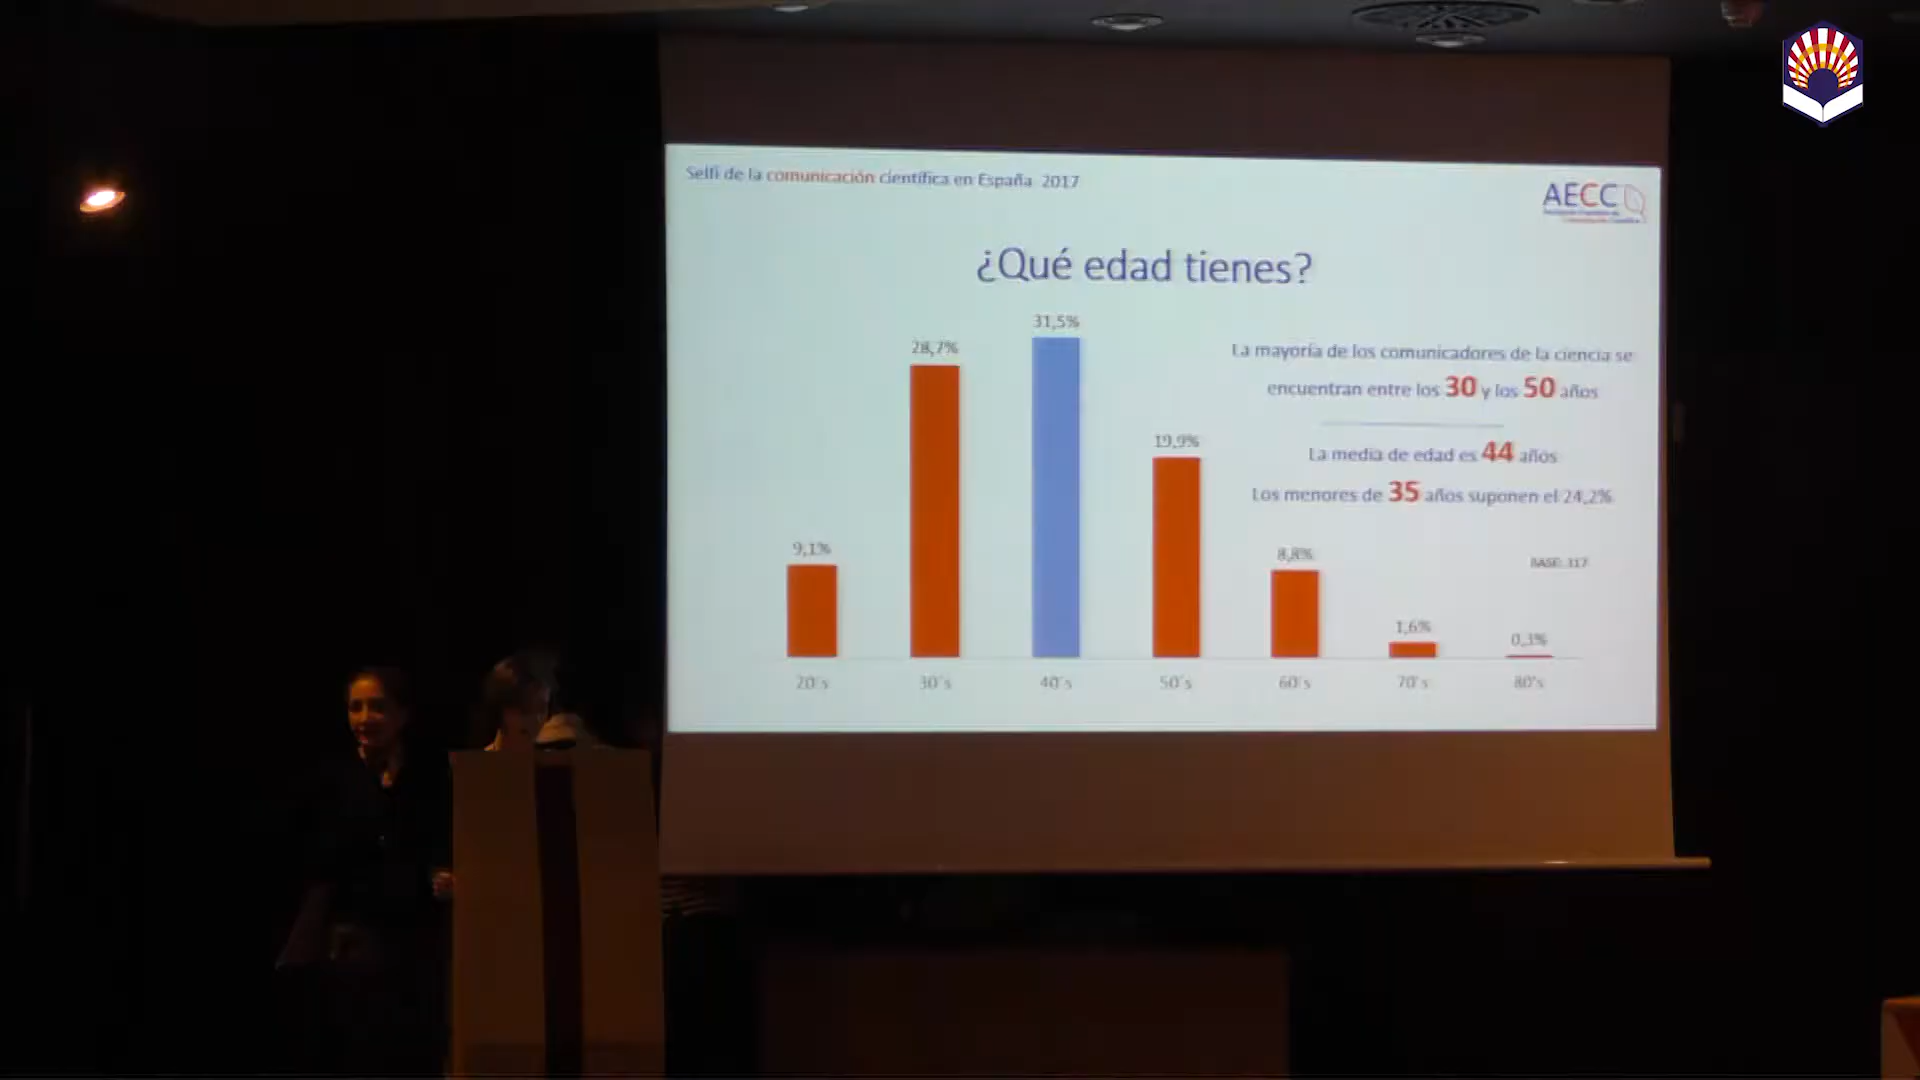 Selfi de la comunicación científica en España 2017
AECC
¿Qué edad tienes?
31,5%
28,7%
19,9%
9,1%
8,8%
1,6%
0,3%
La mayoría de los comunicadores de la ciencia se
encuentran entre los 30 y los 50 años
La media de edad es 44 años
Los menores de 35 años suponen el 24,2%
BASE: 317
20's
30's
40's
50's
60's
70's
80's